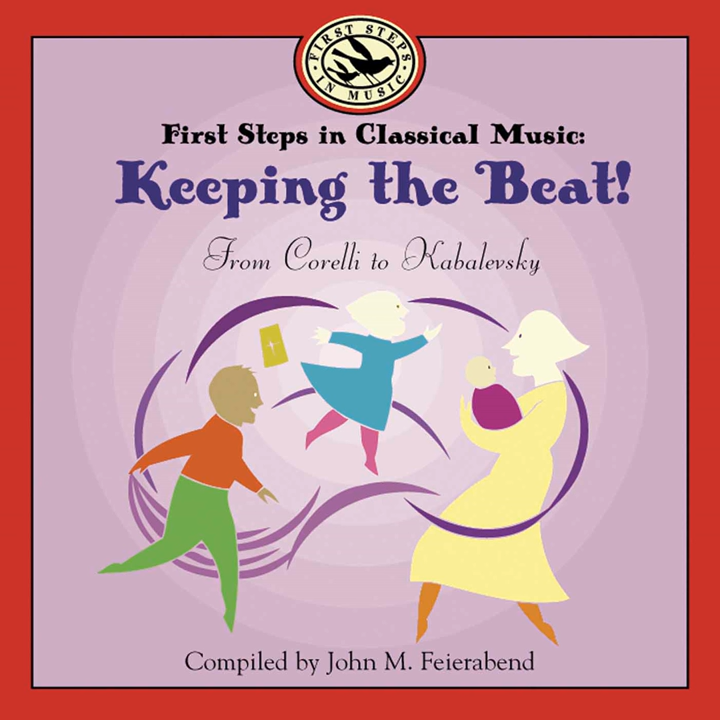 · FIRST STEPS ·
IN MUSIC
First Steps in Classical Music:
Keeping the Beat!
From Corelli to Kabalevsky
Compiled by John M. Feierabend